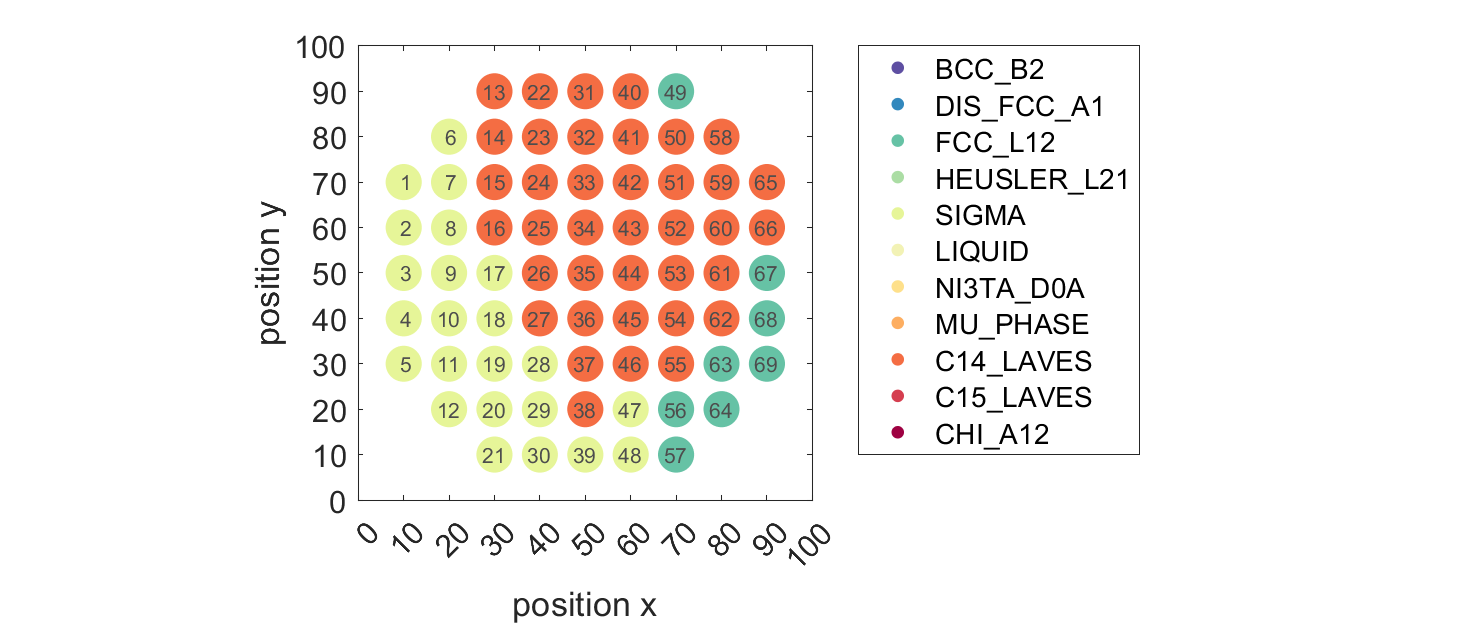 100
90 13 22 31 40 49
80 6 14 23 32 41 50 58
70 1 7 15 24 33 42 51 59 65
60 2 8 16 25 34 43 52 60 66
50 3 9 17 26 35 44 53 61 67
40 4 10 18 27 36 45 54 62 68
30 5 11 19 28 37 46 55 63 69
20 12 20 29 38 47 56 64
10 21 30 39 48 57
0
0 10 20 30 40 50 60 70 80 90 100
position x
position y
BCC_B2
DIS_FCC_A1
FCC_L12
HEUSLER_L21
SIGMA
LIQUID
NI3TA_D0A
MU_PHASE
C14_LAVES
C15_LAVES
CHI_A12